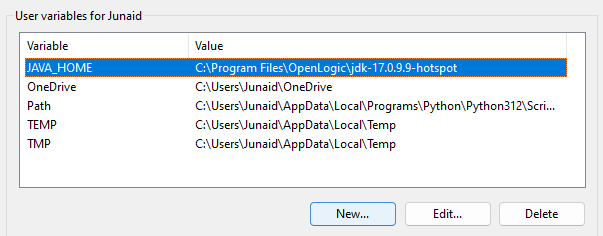 User variables for Junaid
Variable Value
JAVA_HOME C:\Program Files\OpenLogic\jdk-17.0.9.9-hotspot
OneDrive C:\Users\Junaid\OneDrive
Path C:\Users\Junaid\AppData\Local\Programs\Python\Python312\Scri...
TEMP C:\Users\Junaid\AppData\Local\Temp
TMP C:\Users\Junaid\AppData\Local\Temp
New... Edit... Delete